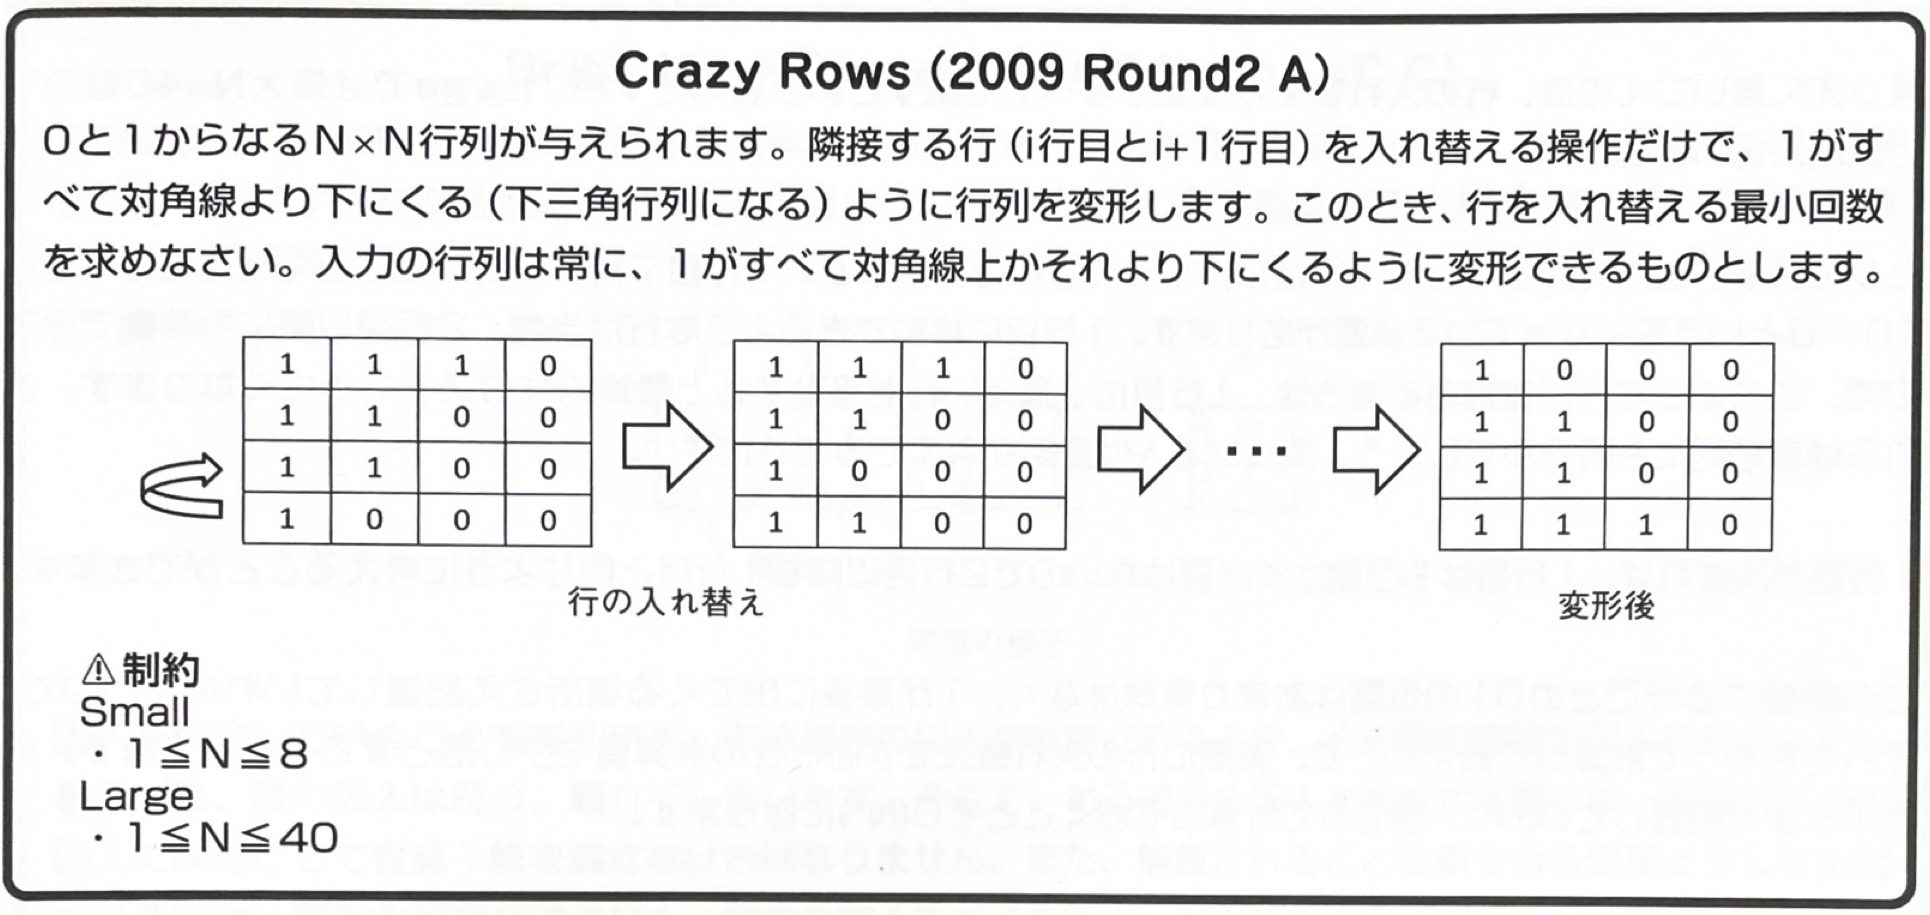 Crazy Rows (2009 Round2 A)
0と1からなるN×N行列が与えられます。隣接する行(i行目とi+1行目)を入れ替える操作だけで、1がす
べて対角線より下にくる(下三角行列になる)ように行列を変形します。このとき、行を入れ替える最小回数
を求めなさい。入力の行列は常に、1がすべて対角線上かそれより下にくるように変形できるものとします。
1 1 1 0 1 1 1 0 1 0 0 0
1 1 0 0 1 1 0 0 1 1 0 0
1 1 0 0 1 0 0 0 … 1 1 0 0
1 0 0 0 1 1 0 0 1 1 1 0
行の入れ替え 変形後
⚠制約
Small
・1≦N≦8
Large
・1≦N≦40